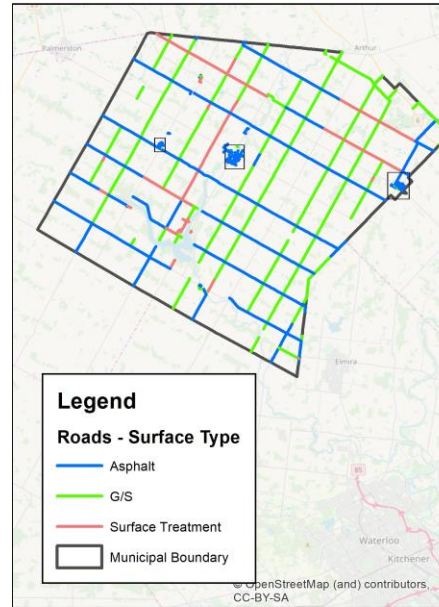 Palmerston
Arthur
Elmira
Legend
Roads - Surface Type
Asphalt
G/S
Surface Treatment
Municipal Boundary
85
Waterloo
Kitchener
© OpenStreetMap (and) contributors,
CC-BY-SA